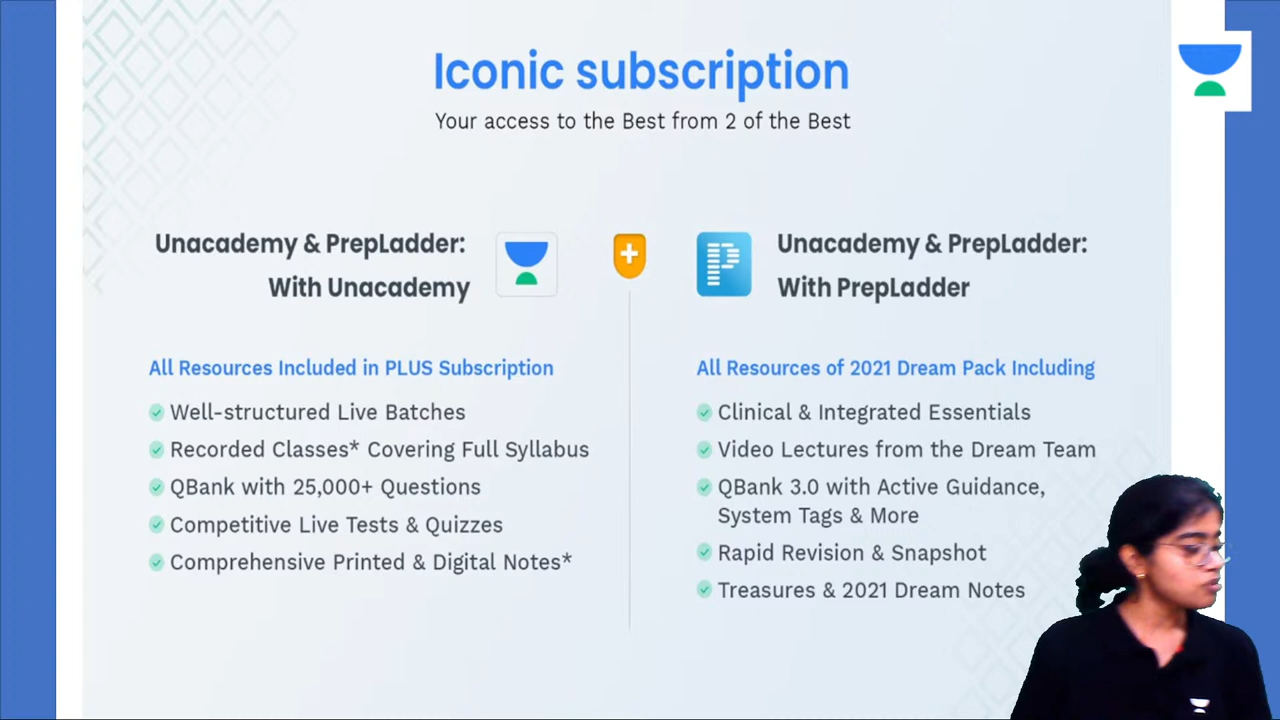 Iconic subscription
Your access to the Best from 2 of the Best
Unacademy & PrepLadder:
With Unacademy
All Resources Included in PLUS Subscription
Well-structured Live Batches
Recorded Classes* Covering Full Syllabus
QBank with 25,000+ Questions
Competitive Live Tests & Quizzes
Comprehensive Printed & Digital Notes*
Unacademy & PrepLadder:
With PrepLadder
All Resources of 2021 Dream Pack Including
Clinical & Integrated Essentials
Video Lectures from the Dream Team
QBank 3.0 with Active Guidance,
System Tags & More
Rapid Revision & Snapshot
Treasures & 2021 Dream Notes